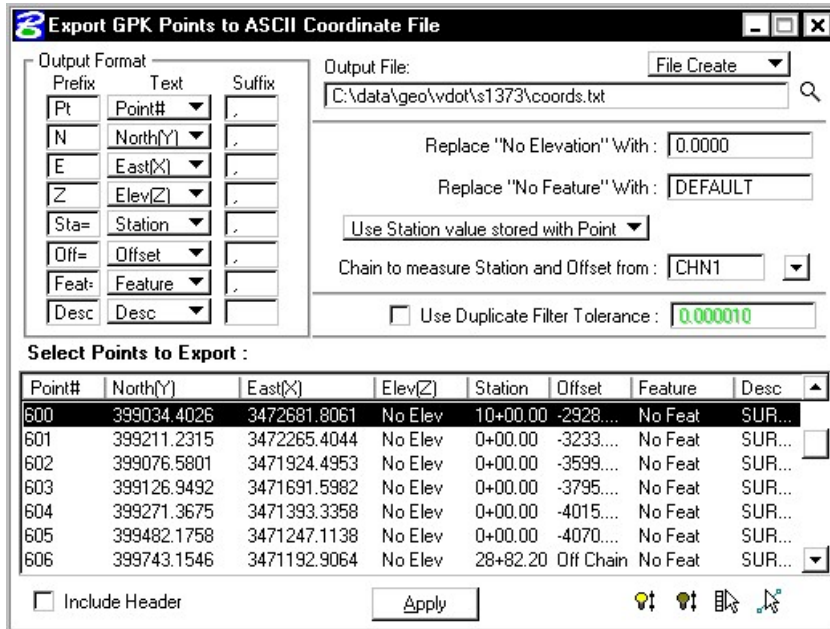 Export GPK Points to ASCII Coordinate File
Output Format
Prefix Text Suffix
Pt Point# ,
N North(Y) ,
E East(X) ,
Z Elev(Z) ,
Sta= Station ,
Off= Offset ,
Feat= Feature ,
Desc Desc
Output File: File Create
C:\data\geo\vdot\s1373\coords.txt
Replace "No Elevation" With : 0.0000
Replace "No Feature" With : DEFAULT
Use Station value stored with Point
Chain to measure Station and Offset from : CHN1
Use Duplicate Filter Tolerance : 0.000010
Select Points to Export :
Point# North(Y) East(X) Elev(Z) Station Offset Feature Desc
600 399034.4026 3472681.8061 No Elev 10+00.00 -2928.... No Feat SUR...
601 399211.2315 3472265.4044 No Elev 0+00.00 -3233.... No Feat SUR...
602 399076.5801 3471924.4953 No Elev 0+00.00 -3599.... No Feat SUR...
603 399126.9492 3471691.5982 No Elev 0+00.00 -3795.... No Feat SUR...
604 399271.3675 3471393.3358 No Elev 0+00.00 -4015.... No Feat SUR...
605 399482.1758 3471247.1138 No Elev 0+00.00 -4070.... No Feat SUR...
606 399743.1546 3471192.9064 No Elev 28+82.20 Off Chain No Feat SUR...
Include Header Apply